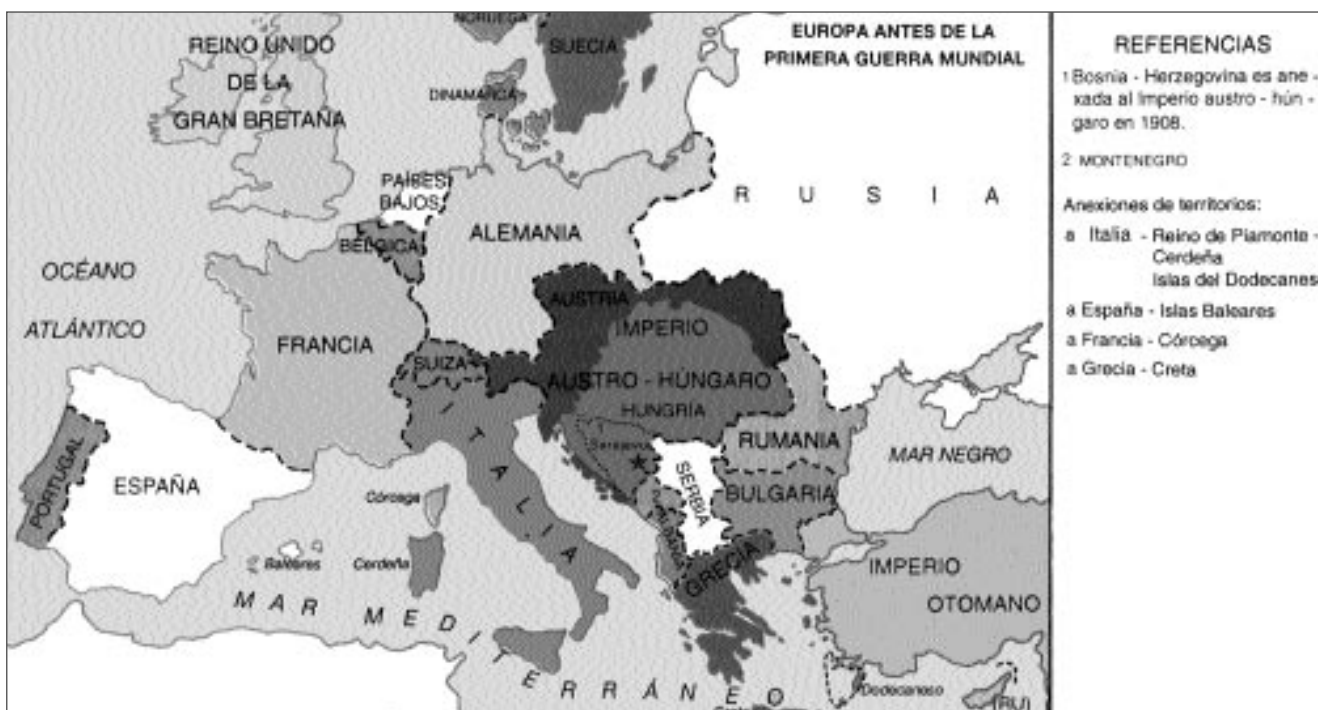 NORUEGA
SUECIA
REINO UNIDO
DE LA
GRAN BRETAÑA
DINAMARCA
EUROPA ANTES DE LA
PRIMERA GUERRA MUNDIAL
PAÍSES
BAJOS
BÉLGICA
ALEMANIA
R U S I A
OCÉANO
ATLÁNTICO
FRANCIA
SUIZA
AUSTRIA
IMPERIO
AUSTRO - HÚNGARO
HUNGRÍA
1
Sarajevo
RUMANIA
MAR NEGRO
SERBIA
BULGARIA
PORTUGAL
ESPAÑA
I T A L I A
Córcega
Cerdeña
Baleares
GRECIA
IMPERIO
OTOMANO
MAR MEDITERRÁNEO
Dodecaneso
(RU)
REFERENCIAS
1 Bosnia - Herzegovina es ane -
xada al Imperio austro - hún -
garo en 1908.
2 MONTENEGRO
Anexiones de territorios:
a Italia - Reino de Piamonte -
Cerdeña
Islas del Dodecanes
a España - Islas Baleares
a Francia - Córcega
a Grecia - Creta